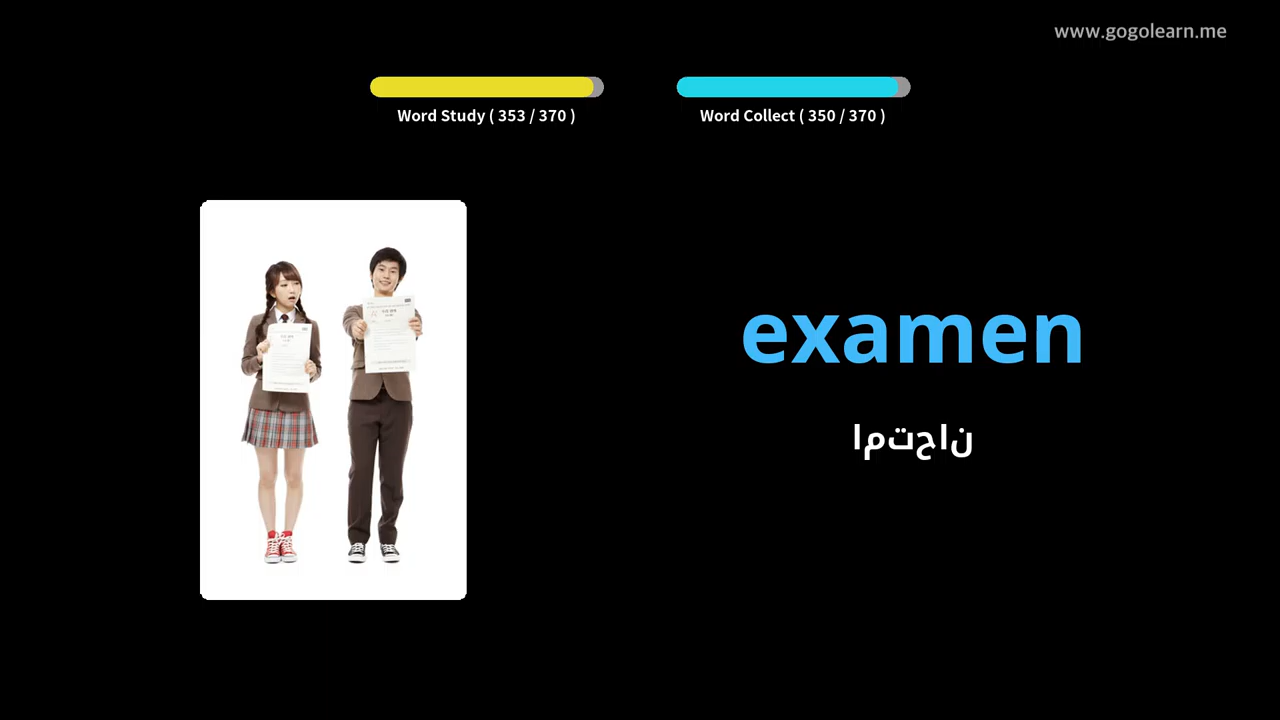 www.gogolearn.me
Word Study ( 353 / 370 )
Word Collect ( 350 / 370 )
examen
امتحان